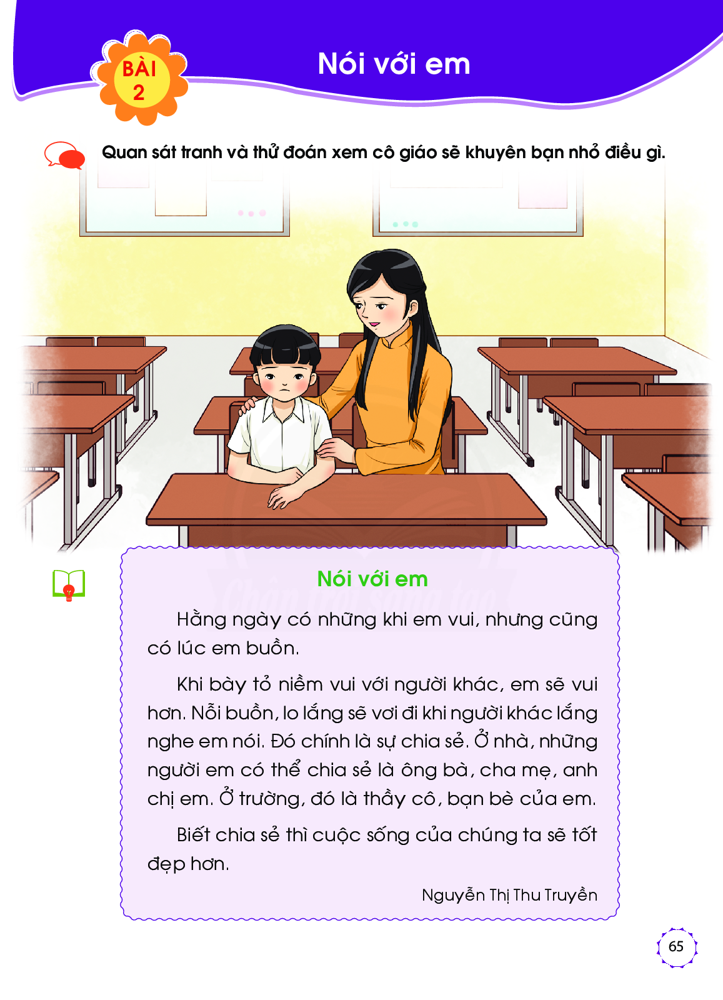 BÀI
2
Nói với em
Quan sát tranh và thử đoán xem cô giáo sẽ khuyên bạn nhỏ điều gì.
Nói với em
Hằng ngày có những khi em vui, nhưng cũng
có lúc em buồn.
Khi bày tỏ niềm vui với người khác, em sẽ vui
hơn. Nỗi buồn, lo lắng sẽ vơi đi khi người khác lắng
nghe em nói. Đó chính là sự chia sẻ. Ở nhà, những
người em có thể chia sẻ là ông bà, cha mẹ, anh
chị em. Ở trường, đó là thầy cô, bạn bè của em.
Biết chia sẻ thì cuộc sống của chúng ta sẽ tốt
đẹp hơn.
Nguyễn Thị Thu Truyền
65
Chân trời sáng tạo